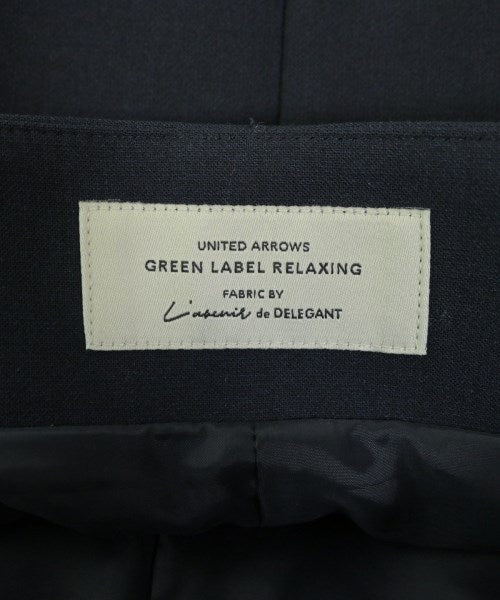 UNITED ARROWS
GREEN LABEL RELAXING
FABRIC BY
L'avenir de DELEGANT